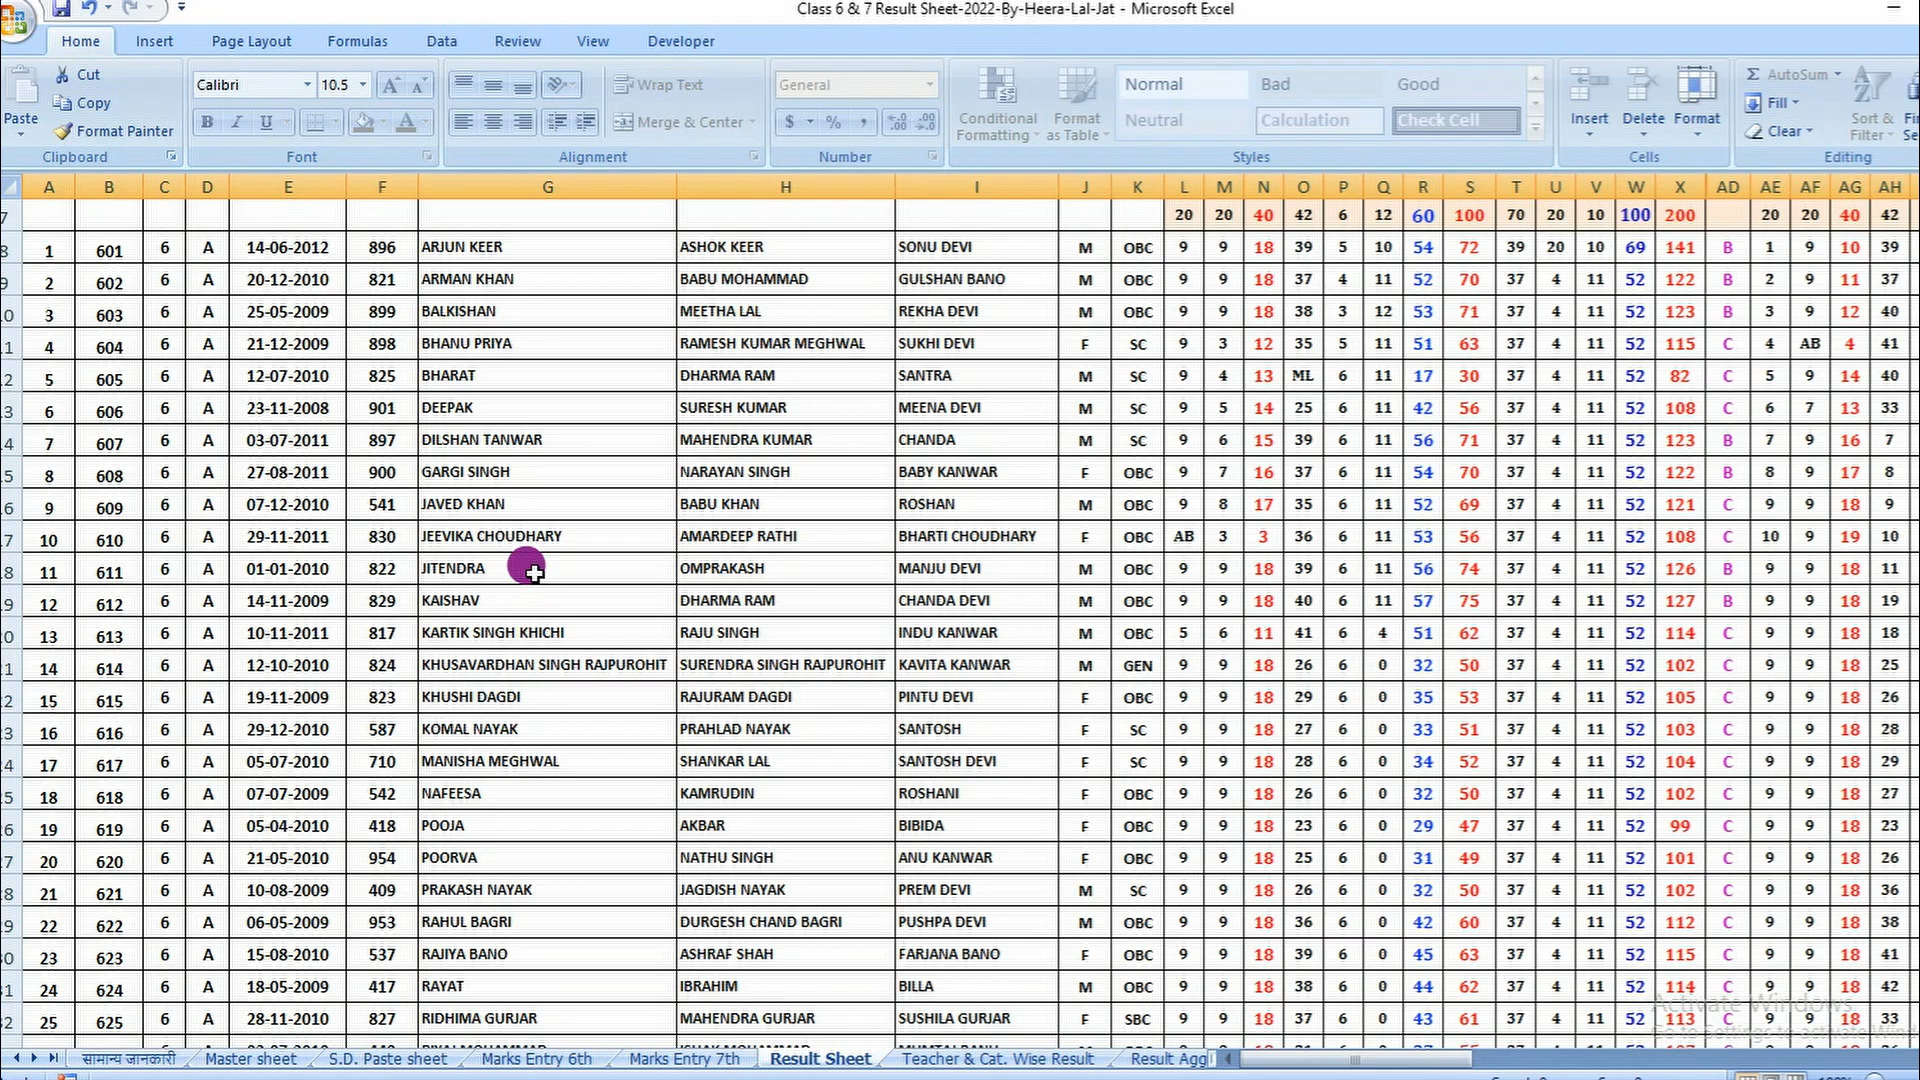 Class 6 & 7 Result Sheet-2022-By-Heera-Lal-Jat - Microsoft Excel
Home Insert Page Layout Formulas Data Review View Developer
Paste Cut Copy Format Painter Clipboard
Calibri 10.5 B I U Font
Wrap Text Merge & Center Alignment
General $ % , Number
Conditional Formatting Format as Table Normal Bad Good Neutral Calculation Check Cell Styles
Insert Delete Format Cells
Σ AutoSum Fill Clear Sort & Filter Editing
A B C D E F G H I J K L M N O P Q R S T U V W X AD AE AF AG AH
7 20 20 40 42 6 12 60 100 70 20 10 100 200 20 20 40 42
8 1 601 6 A 14-06-2012 896 ARJUN KEER ASHOK KEER SONU DEVI M OBC 9 9 18 39 5 10 54 72 39 20 10 69 141 B 1 9 10 39
9 2 602 6 A 20-12-2010 821 ARMAN KHAN BABU MOHAMMAD GULSHAN BANO M OBC 9 9 18 37 4 11 52 70 37 4 11 52 122 B 2 9 11 37
0 3 603 6 A 25-05-2009 899 BALKISHAN MEETHA LAL REKHA DEVI M OBC 9 9 18 38 3 12 53 71 37 4 11 52 123 B 3 9 12 40
1 4 604 6 A 21-12-2009 898 BHANU PRIYA RAMESH KUMAR MEGHWAL SUKHI DEVI F SC 9 3 12 35 5 11 51 63 37 4 11 52 115 C 4 AB 4 41
2 5 605 6 A 12-07-2010 825 BHARAT DHARMA RAM SANTRA M SC 9 4 13 ML 6 11 17 30 37 4 11 52 82 C 5 9 14 40
3 6 606 6 A 23-11-2008 901 DEEPAK SURESH KUMAR MEENA DEVI M SC 9 5 14 25 6 11 42 56 37 4 11 52 108 C 6 7 13 33
4 7 607 6 A 03-07-2011 897 DILSHAN TANWAR MAHENDRA KUMAR CHANDA M SC 9 6 15 39 6 11 56 71 37 4 11 52 123 B 7 9 16 7
5 8 608 6 A 27-08-2011 900 GARGI SINGH NARAYAN SINGH BABY KANWAR F OBC 9 7 16 37 6 11 54 70 37 4 11 52 122 B 8 9 17 8
6 9 609 6 A 07-12-2010 541 JAVED KHAN BABU KHAN ROSHAN M OBC 9 8 17 35 6 11 52 69 37 4 11 52 121 C 9 9 18 9
7 10 610 6 A 29-11-2011 830 JEEVIKA CHOUDHARY AMARDEEP RATHI BHARTI CHOUDHARY F OBC AB 3 3 36 6 11 53 56 37 4 11 52 108 C 10 9 19 10
8 11 611 6 A 01-01-2010 822 JITENDRA OMPRAKASH MANJU DEVI M OBC 9 9 18 39 6 11 56 74 37 4 11 52 126 B 9 9 18 11
9 12 612 6 A 14-11-2009 829 KAISHAV DHARMA RAM CHANDA DEVI M OBC 9 9 18 40 6 11 57 75 37 4 11 52 127 B 9 9 18 19
0 13 613 6 A 10-11-2011 817 KARTIK SINGH KHICHI RAJU SINGH INDU KANWAR M OBC 5 6 11 41 6 4 51 62 37 4 11 52 114 C 9 9 18 18
1 14 614 6 A 12-10-2010 824 KHUSAVARDHAN SINGH RAJPUROHIT SURENDRA SINGH RAJPUROHIT KAVITA KANWAR M GEN 9 9 18 26 6 0 32 50 37 4 11 52 102 C 9 9 18 25
2 15 615 6 A 19-11-2009 823 KHUSHI DAGDI RAJURAM DAGDI PINTU DEVI F OBC 9 9 18 29 6 0 35 53 37 4 11 52 105 C 9 9 18 26
3 16 616 6 A 29-12-2010 587 KOMAL NAYAK PRAHLAD NAYAK SANTOSH F SC 9 9 18 27 6 0 33 51 37 4 11 52 103 C 9 9 18 28
4 17 617 6 A 05-07-2010 710 MANISHA MEGHWAL SHANKAR LAL SANTOSH DEVI F SC 9 9 18 28 6 0 34 52 37 4 11 52 104 C 9 9 18 29
5 18 618 6 A 07-07-2009 542 NAFEESA KAMRUDIN ROSHANI F OBC 9 9 18 26 6 0 32 50 37 4 11 52 102 C 9 9 18 27
6 19 619 6 A 05-04-2010 418 POOJA AKBAR BIBIDA F OBC 9 9 18 23 6 0 29 47 37 4 11 52 99 C 9 9 18 23
7 20 620 6 A 21-05-2010 954 POORVA NATHU SINGH ANU KANWAR F OBC 9 9 18 25 6 0 31 49 37 4 11 52 101 C 9 9 18 26
8 21 621 6 A 10-08-2009 409 PRAKASH NAYAK JAGDISH NAYAK PREM DEVI M SC 9 9 18 26 6 0 32 50 37 4 11 52 102 C 9 9 18 36
9 22 622 6 A 06-05-2009 953 RAHUL BAGRI DURGESH CHAND BAGRI PUSHPA DEVI M OBC 9 9 18 36 6 0 42 60 37 4 11 52 112 C 9 9 18 38
0 23 623 6 A 15-08-2010 537 RAJIYA BANO ASHRAF SHAH FARJANA BANO F OBC 9 9 18 39 6 0 45 63 37 4 11 52 115 C 9 9 18 41
1 24 624 6 A 18-05-2009 417 RAYAT IBRAHIM BILLA M OBC 9 9 18 38 6 0 44 62 37 4 11 52 114 C 9 9 18 42
2 25 625 6 A 28-11-2010 827 RIDHIMA GURJAR MAHENDRA GURJAR SUSHILA GURJAR F SBC 9 9 18 37 6 0 43 61 37 4 11 52 113 C 9 9 18 33
Activate Windows
Go to Settings to activate Wind
सामान्य जानकारी Master sheet S.D. Paste sheet Marks Entry 6th Marks Entry 7th Result Sheet Teacher & Cat. Wise Result Result Agg